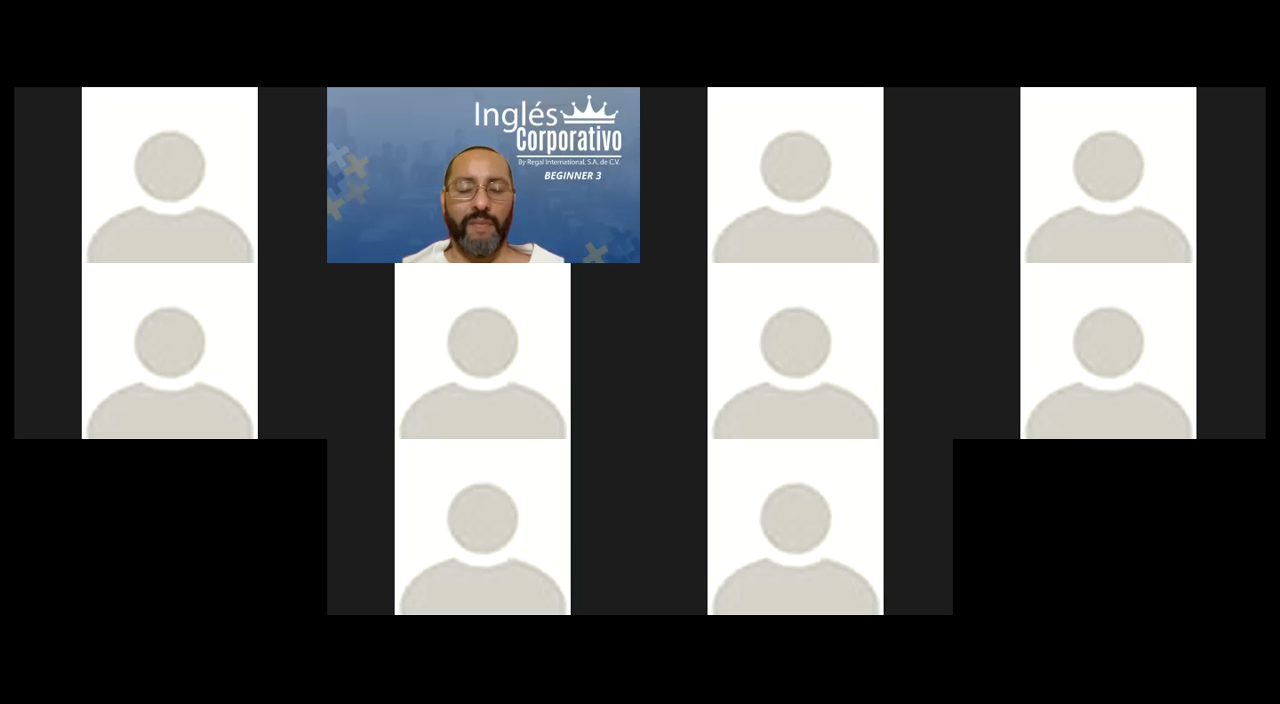 Inglés
Corporativo
By Regal International, S.A. de C.V.
BEGINNER 3